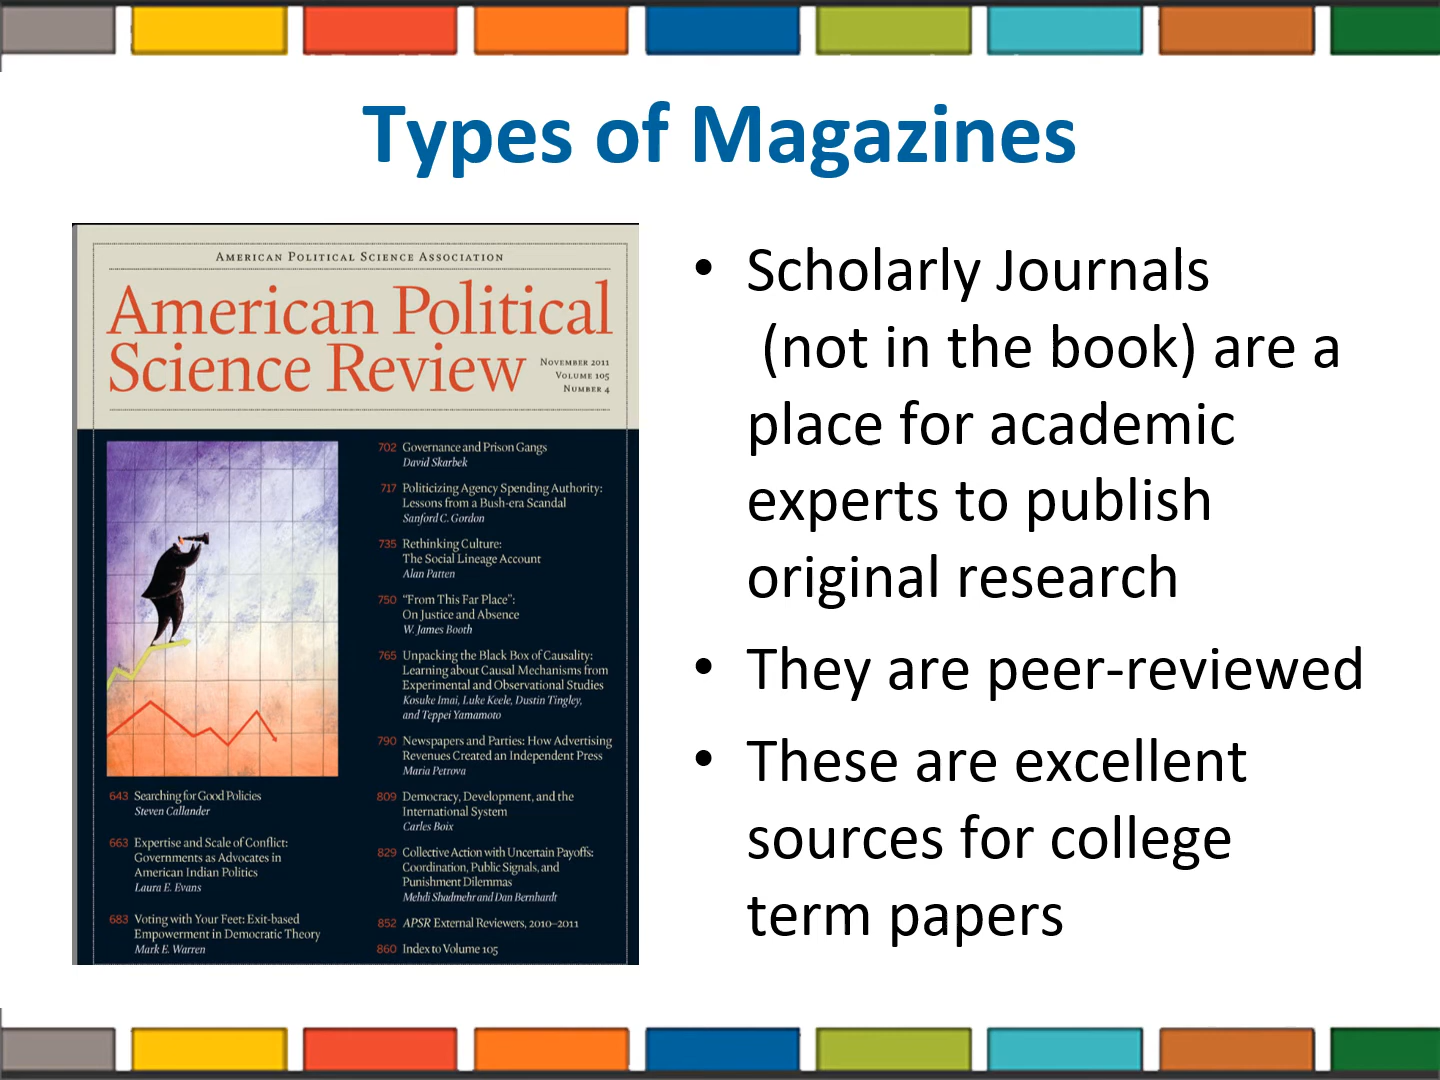 Types of Magazines
AMERICAN POLITICAL SCIENCE ASSOCIATION
American Political
Science Review
NOVEMBER 2011
VOLUME 105
NUMBER 4
643 Searching for Good Policies
Steven Callander
663 Expertise and Scale of Conflict:
Governments as Advocates in
American Indian Politics
Laura E. Evans
683 Voting with Your Feet: Exit-based
Empowerment in Democratic Theory
Mark E. Warren
702 Governance and Prison Gangs
David Skarbek
717 Politicizing Agency Spending Authority:
Lessons from a Bush-era Scandal
Sanford C. Gordon
735 Rethinking Culture:
The Social Lineage Account
Alan Patten
750 "From This Far Place":
On Justice and Absence
W. James Booth
765 Unpacking the Black Box of Causality:
Learning about Causal Mechanisms from
Experimental and Observational Studies
Kosuke Imai, Luke Keele, Dustin Tingley,
and Teppei Yamamoto
790 Newspapers and Parties: How Advertising
Revenues Created an Independent Press
Maria Petrova
809 Democracy, Development, and the
International System
Carles Boix
829 Collective Action with Uncertain Payoffs:
Coordination, Public Signals, and
Punishment Dilemmas
Mehdi Shadmehr and Dan Bernhardt
852 APSR External Reviewers, 2010–2011
860 Index to Volume 105
• Scholarly Journals
(not in the book) are a
place for academic
experts to publish
original research
• They are peer-reviewed
• These are excellent
sources for college
term papers